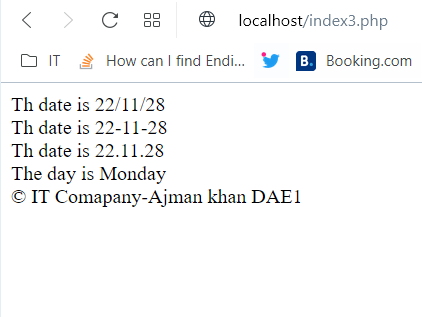 localhost/index3.php
IT How can I find Endi... B. Booking.com
Th date is 22/11/28
Th date is 22-11-28
Th date is 22.11.28
The day is Monday
© IT Comapany-Ajman khan DAE1